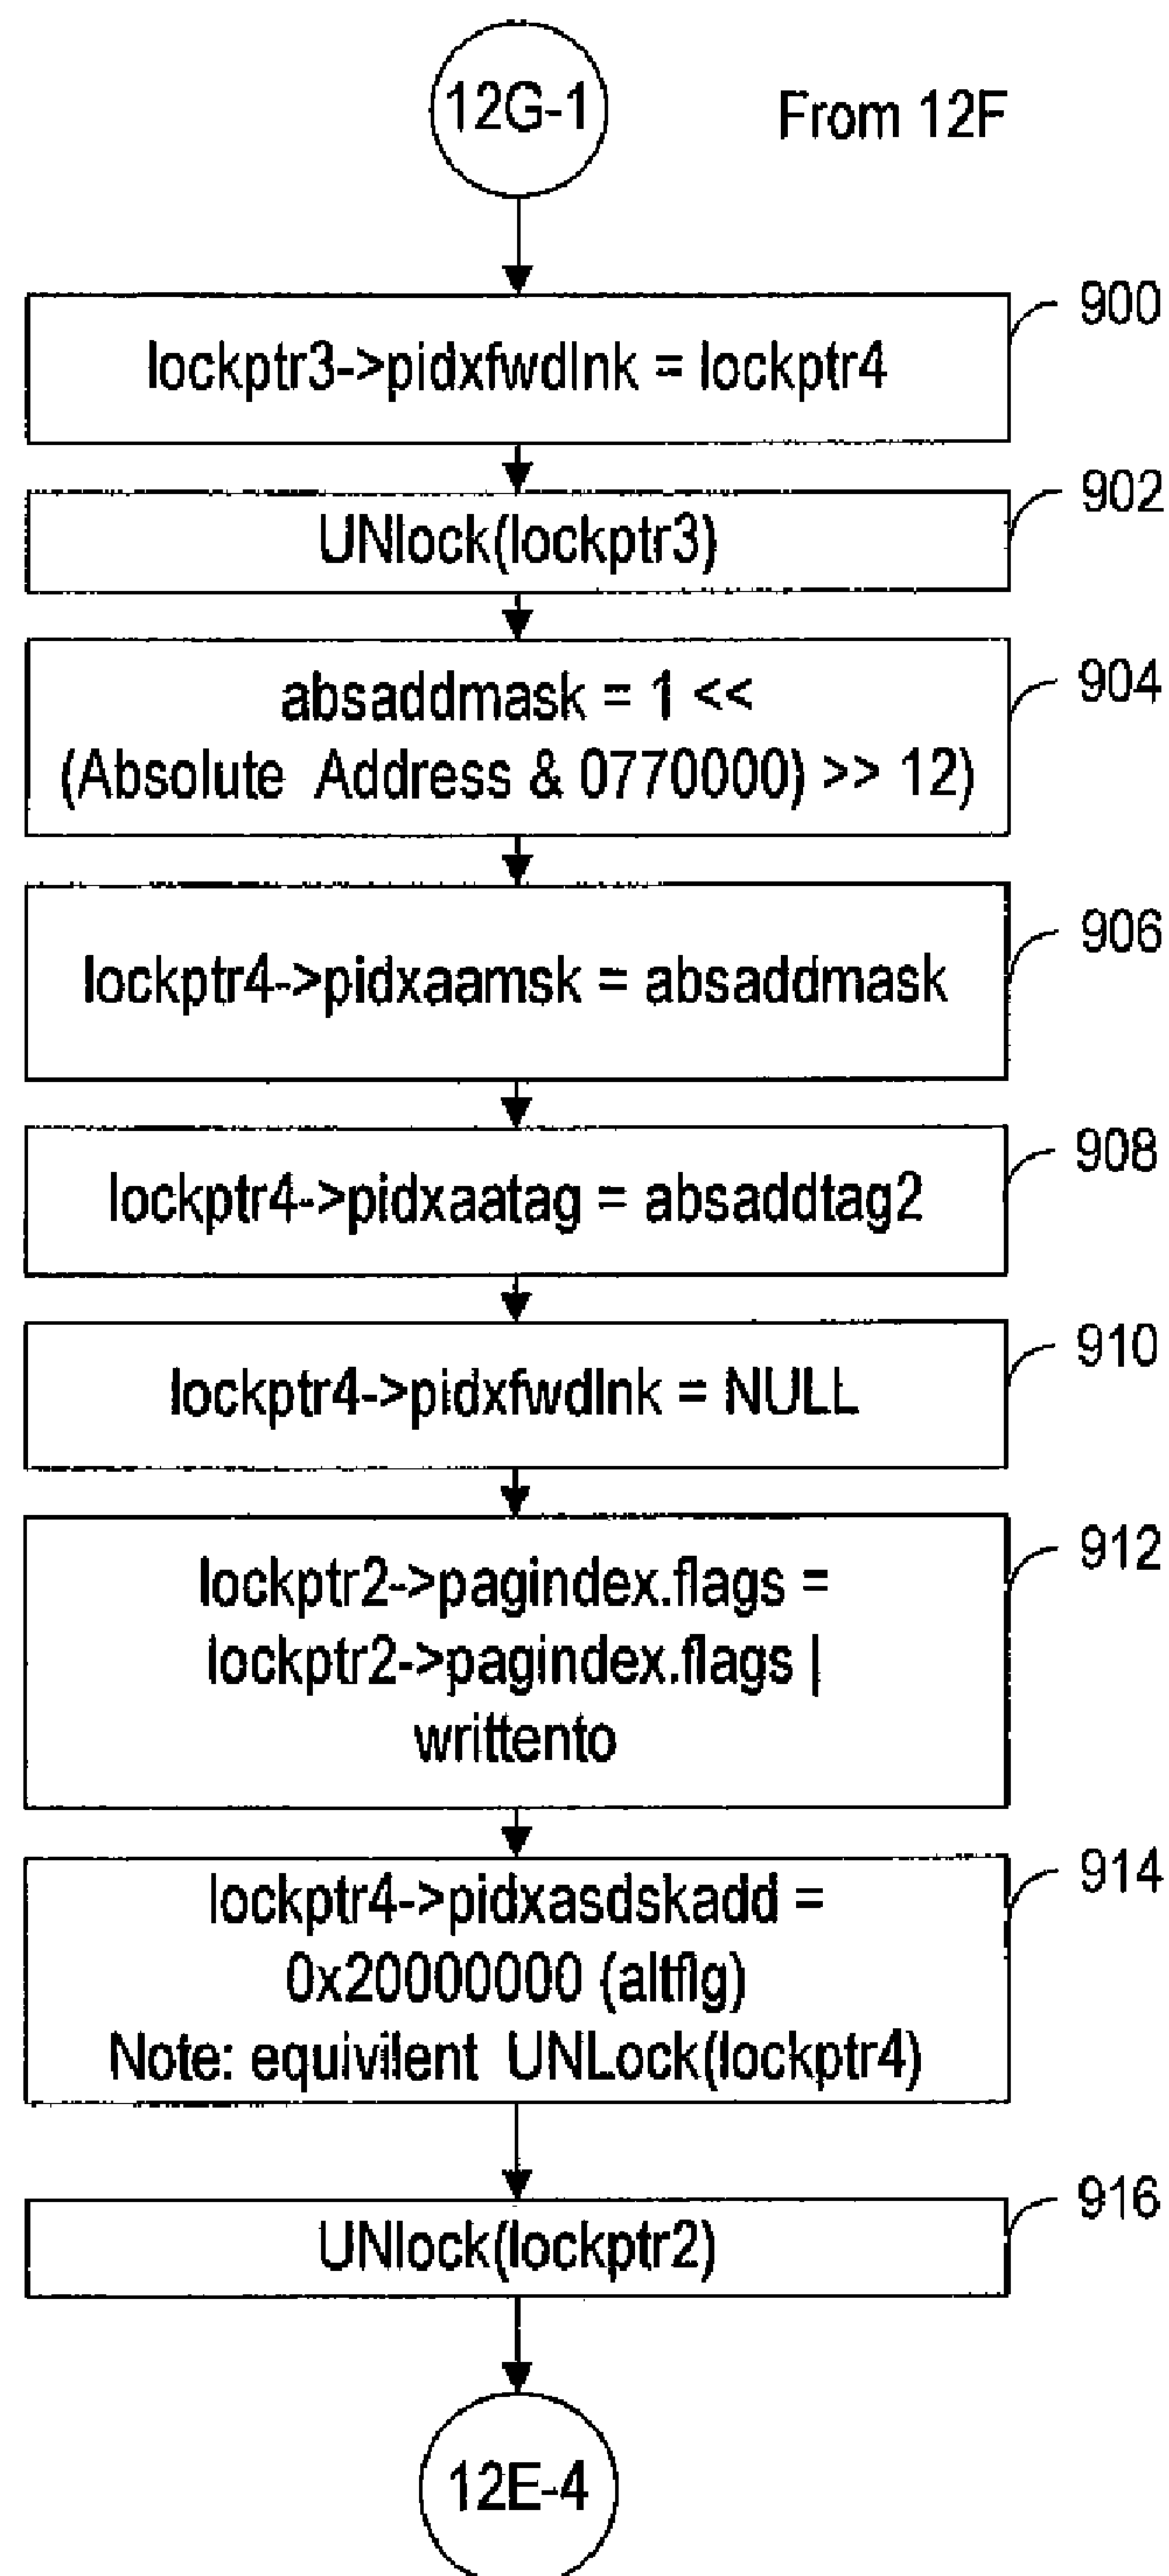 12G-1
From 12F
900
lockptr3->pidxfwdlnk = lockptr4
902
UNlock(lockptr3)
904
absaddmask = 1 <<
(Absolute Address & 0770000) >> 12)
906
lockptr4->pidxaamsk = absaddmask
908
lockptr4->pidxaatag = absaddtag2
910
lockptr4->pidxfwdlnk = NULL
912
lockptr2->pagindex.flags =
lockptr2->pagindex.flags |
writtento
914
lockptr4->pidxasdskadd =
0x20000000 (altflg)
Note: equivilent UNLock(lockptr4)
916
UNlock(lockptr2)
12E-4